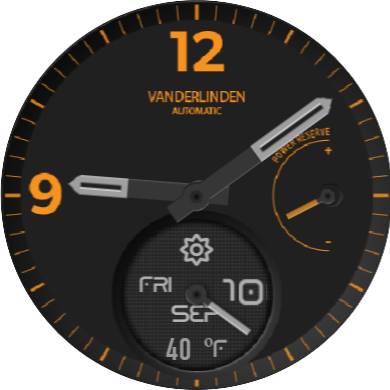 12
VANDERLINDEN
AUTOMATIC
POWER RESERVE
+
9
-
FRI 10
SEP
40 °F